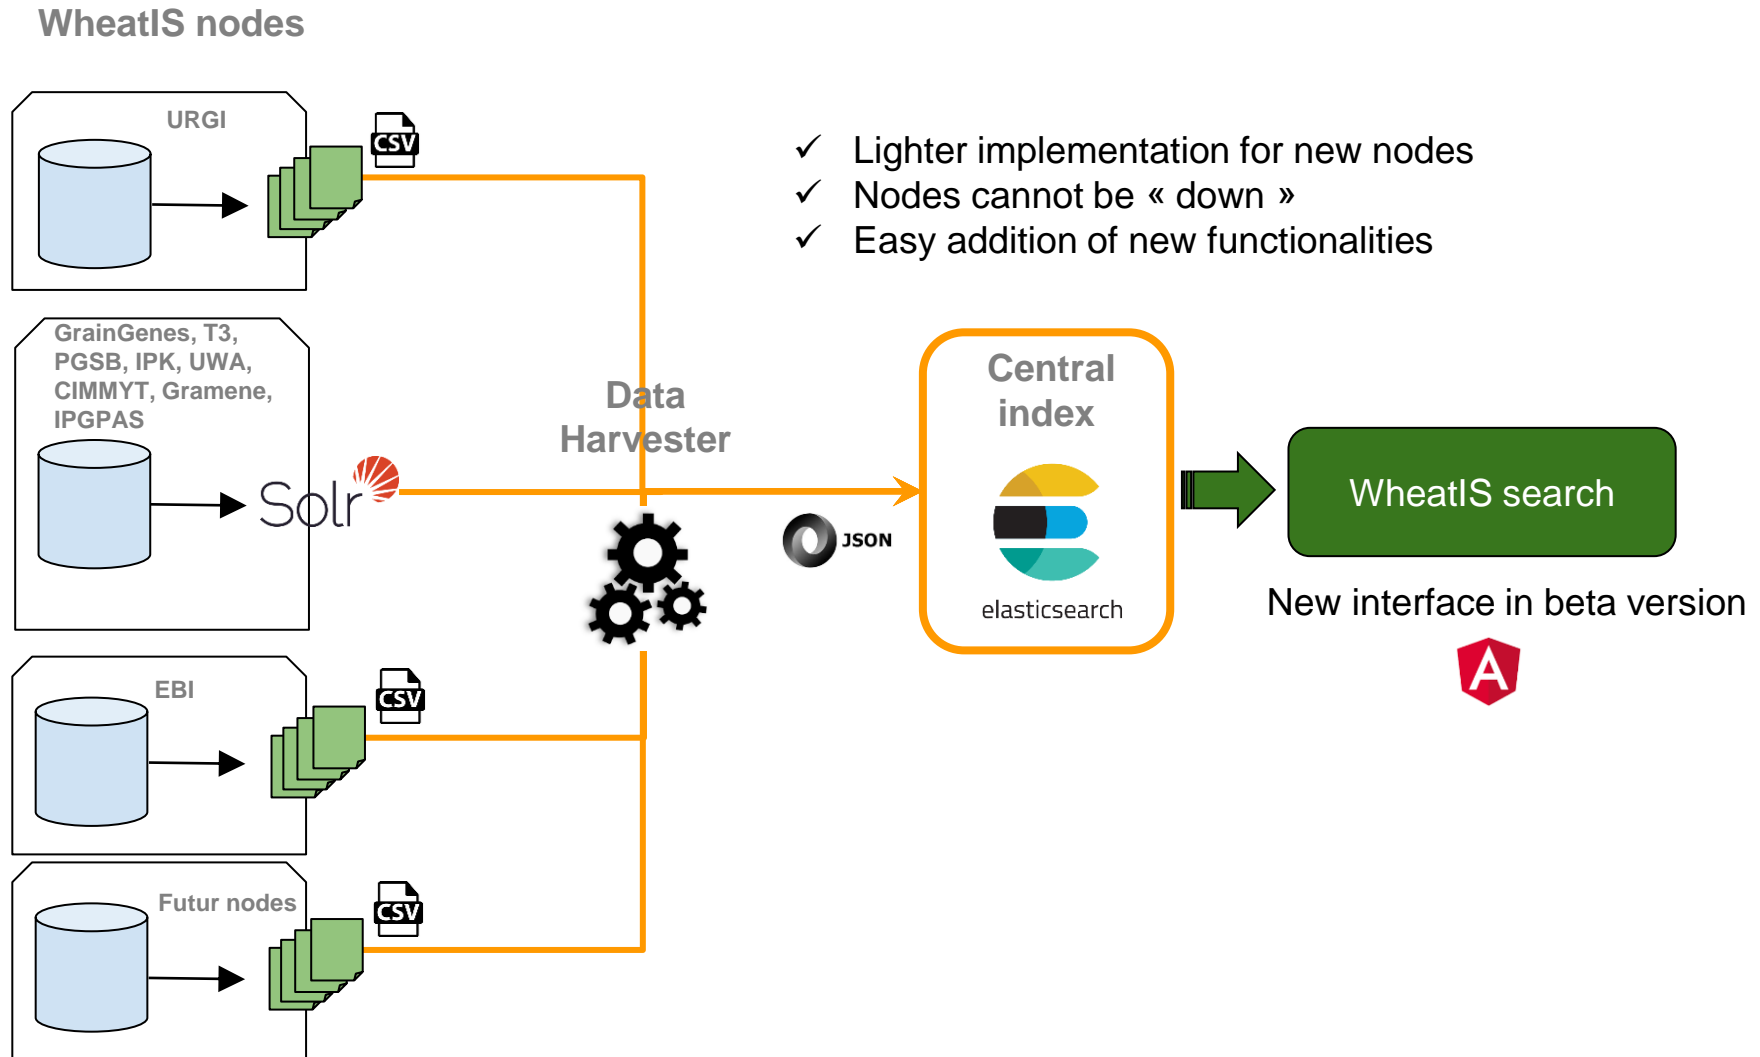 WheatIS nodes
URGI
CSV
✓ Lighter implementation for new nodes
✓ Nodes cannot be « down »
✓ Easy addition of new functionalities
GrainGenes, T3,
PGSB, IPK, UWA,
CIMMYT, Gramene,
IPGPAS
Solr
Data
Harvester
JSON
Central
index
elasticsearch
WheatIS search
New interface in beta version
A
EBI
CSV
Futur nodes
CSV